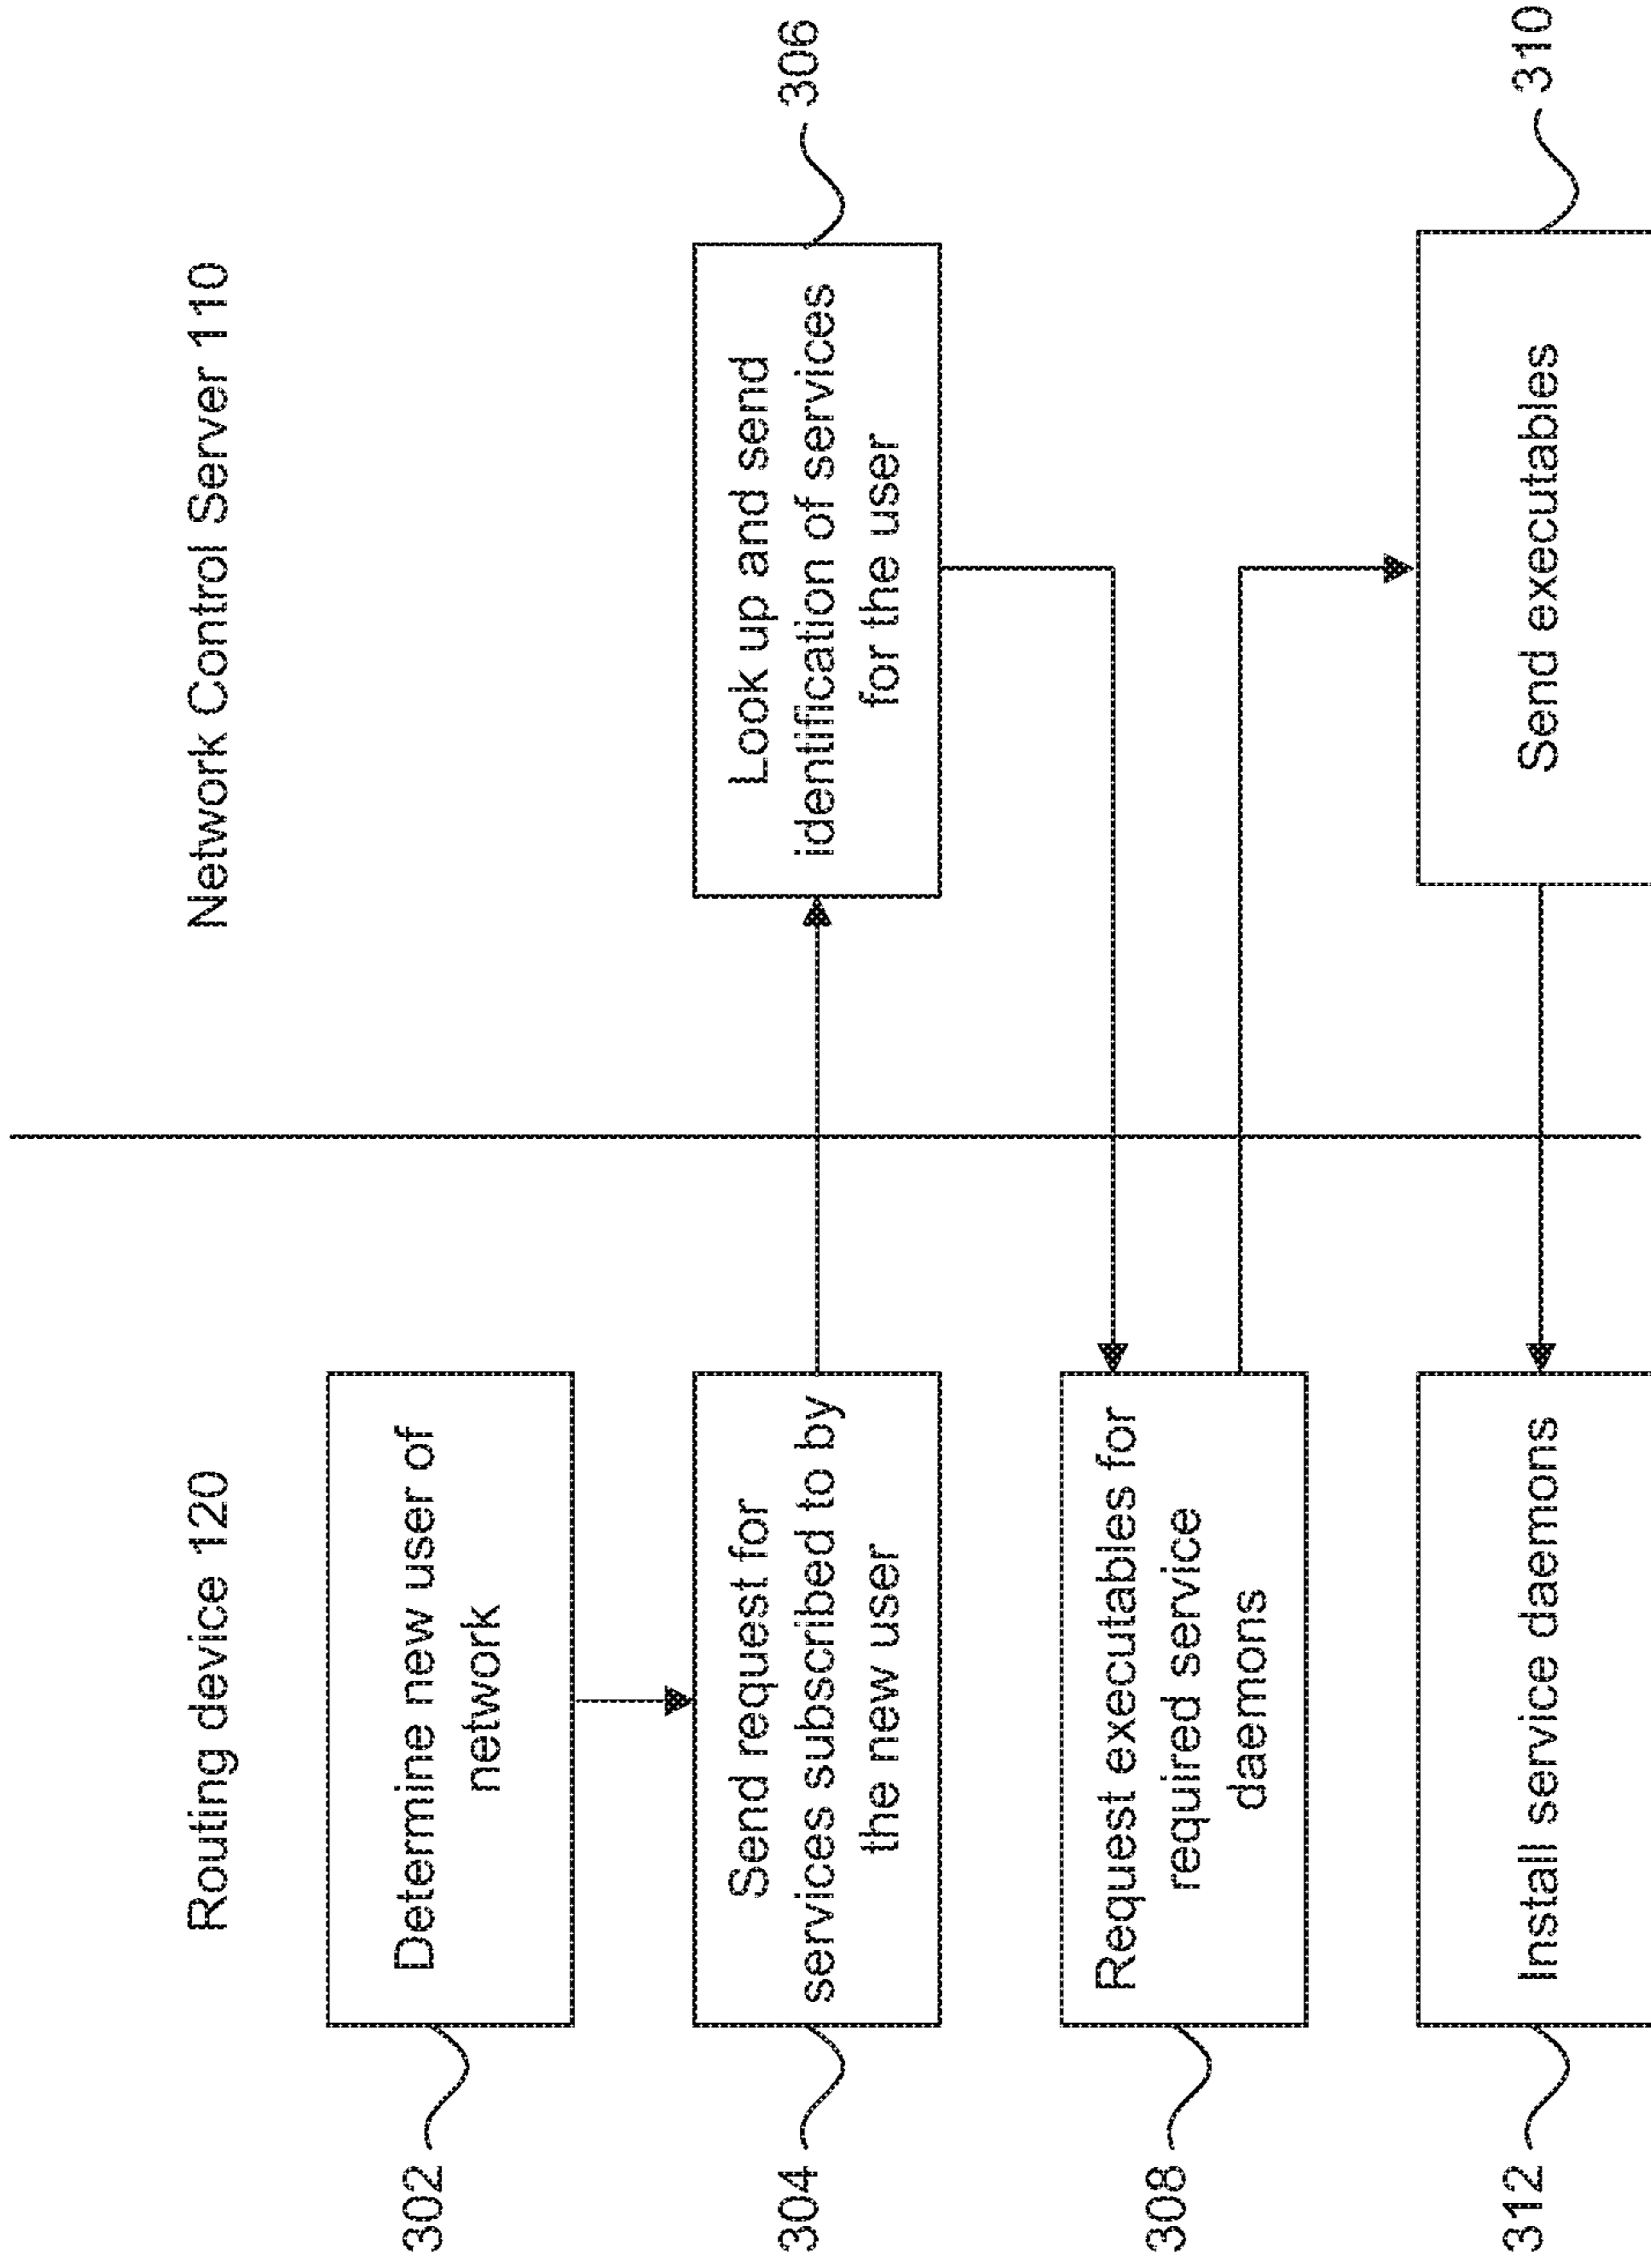 Routing device 120
Network Control Server 110
302
Determine new user of
network
304
Send request for
services subscribed to by
the new user
306
Look up and send
identification of services
for the user
308
Request executables for
required service
daemons
310
Send executables
312
Install service daemons